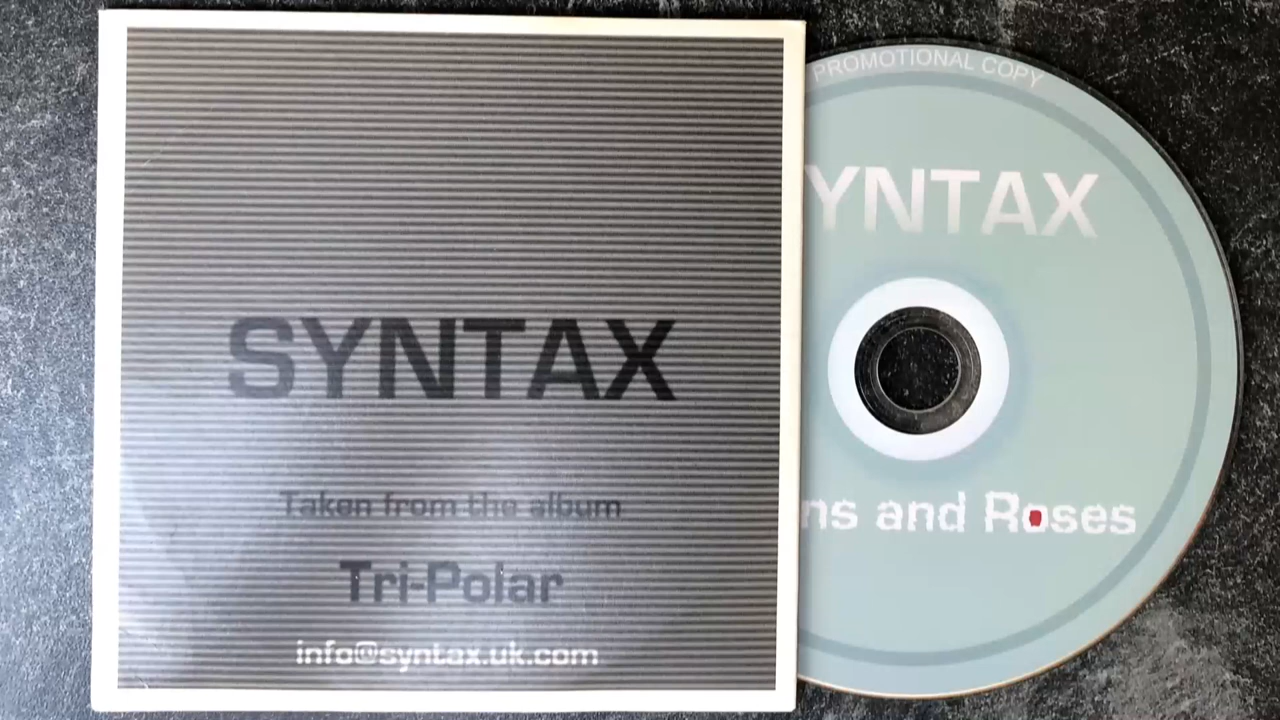 SYNTAX
Taken from the album
Tri-Polar
info@syntax.uk.com
PROMOTIONAL COPY
YNTAX
ns and Roses